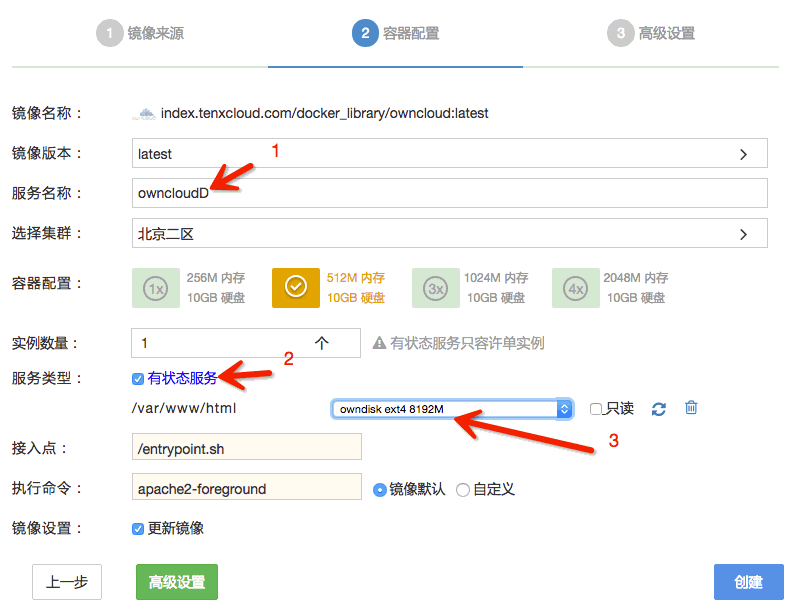 1 镜像来源 2 容器配置 3 高级设置
镜像名称： index.tenxcloud.com/docker_library/owncloud:latest
镜像版本： latest 1
服务名称： owncloudD
选择集群： 北京二区
容器配置： 1x 256M 内存 10GB 硬盘 512M 内存 10GB 硬盘 3x 1024M 内存 10GB 硬盘 4x 2048M 内存 10GB 硬盘
实例数量： 1 个 有状态服务只容许单实例
服务类型： 有状态服务 2
/var/www/html owndisk ext4 8192M 只读
3
接入点： /entrypoint.sh
执行命令： apache2-foreground 镜像默认 自定义
镜像设置： 更新镜像
上一步 高级设置 创建